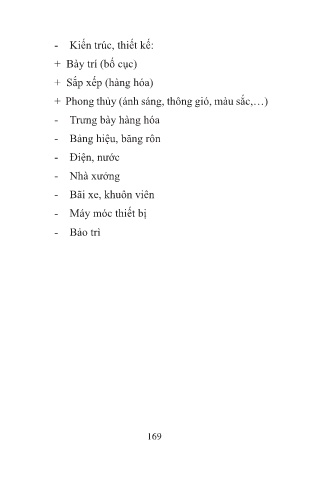 - Kiến trúc, thiết kế:
+ Bày trí (bố cục)
+ Sắp xếp (hàng hóa)
+ Phong thủy (ánh sáng, thông gió, màu sắc,…)
- Trưng bày hàng hóa
- Bảng hiệu, băng rôn
- Điện, nước
- Nhà xưởng
- Bãi xe, khuôn viên
- Máy móc thiết bị
- Bảo trì
169